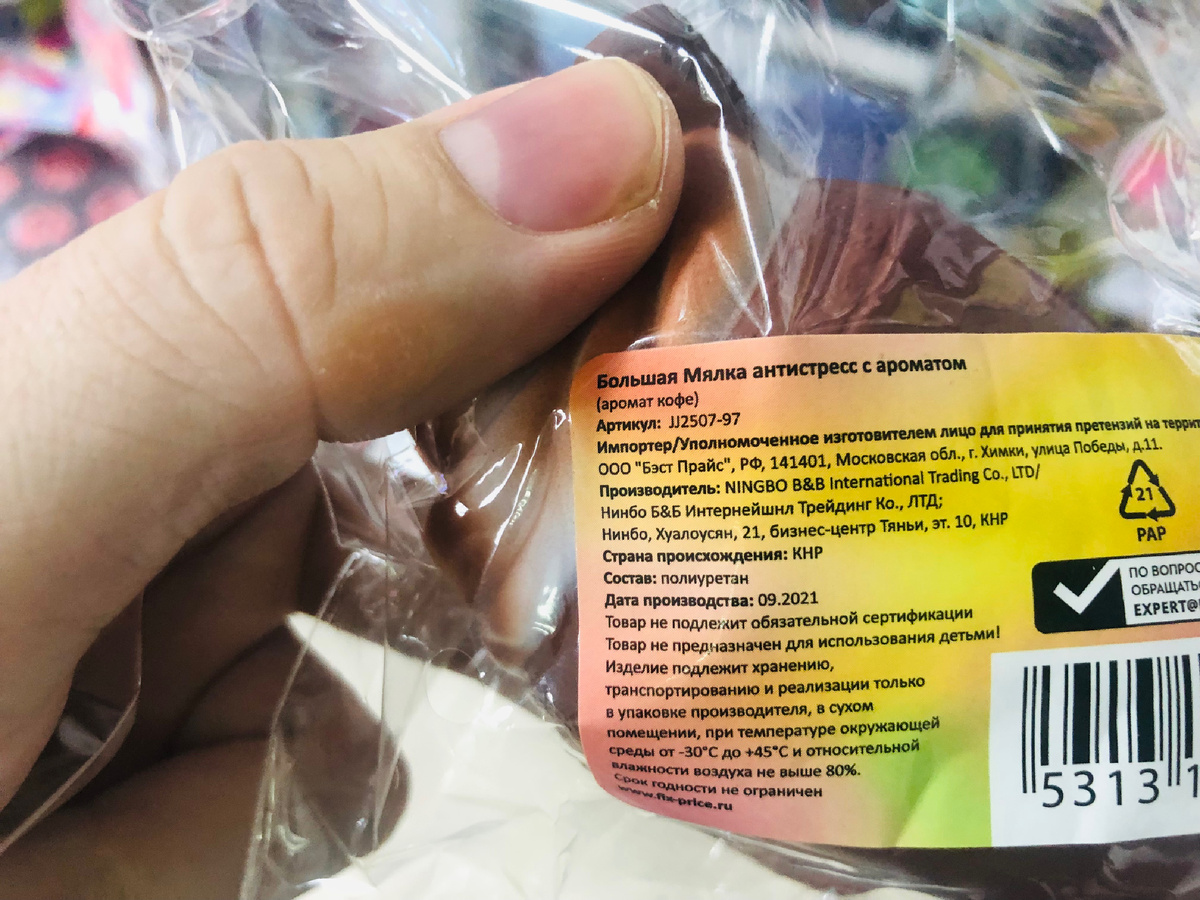 Большая Мялка антистресс с ароматом
(аромат кофе)
Артикул: JJ2507-97
Импортер/Уполномоченное изготовителем лицо для принятия претензий на
ООО "Бэст Прайс", РФ, 141401, Московская обл., г. Химки, улица Победы, д.11.
Производитель: NINGBO B&B International Trading Co., LTD/
Нинбо Б&Б Интернейшнл Трейдинг Ко., ЛТД;
Нинбо, Хуалоусян, 21, бизнес-центр Тяньи, эт. 10, КНР
Страна происхождения: КНР
Состав: полиуретан
Дата производства: 09.2021
Товар не подлежит обязательной сертификации
Товар не предназначен для использования детьми!
Изделие подлежит хранению,
транспортированию и реализации только
в упаковке производителя, в сухом
помещении, при температуре окружающей
среды от -30°C до +45°C и относительной
влажности воздуха не выше 80%.
Срок годности не ограничен
www.fix-price.ru
21
PAP
ПО
EXPERT@
5313 1